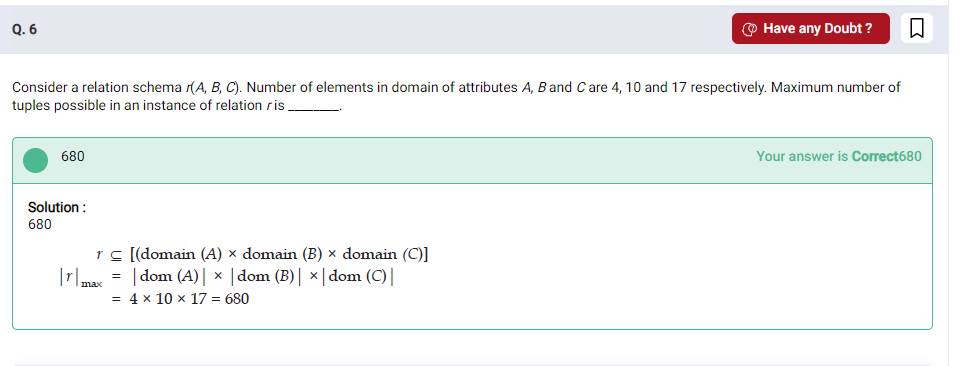 Q. 6
Have any Doubt ?
Consider a relation schema r(A, B, C). Number of elements in domain of attributes A, B and C are 4, 10 and 17 respectively. Maximum number of
tuples possible in an instance of relation r is ________.
680
Your answer is Correct680
Solution :
680
r ⊆ [(domain (A) × domain (B) × domain (C)]
|r|max = |dom (A)| × |dom (B)| × |dom (C)|
= 4 × 10 × 17 = 680